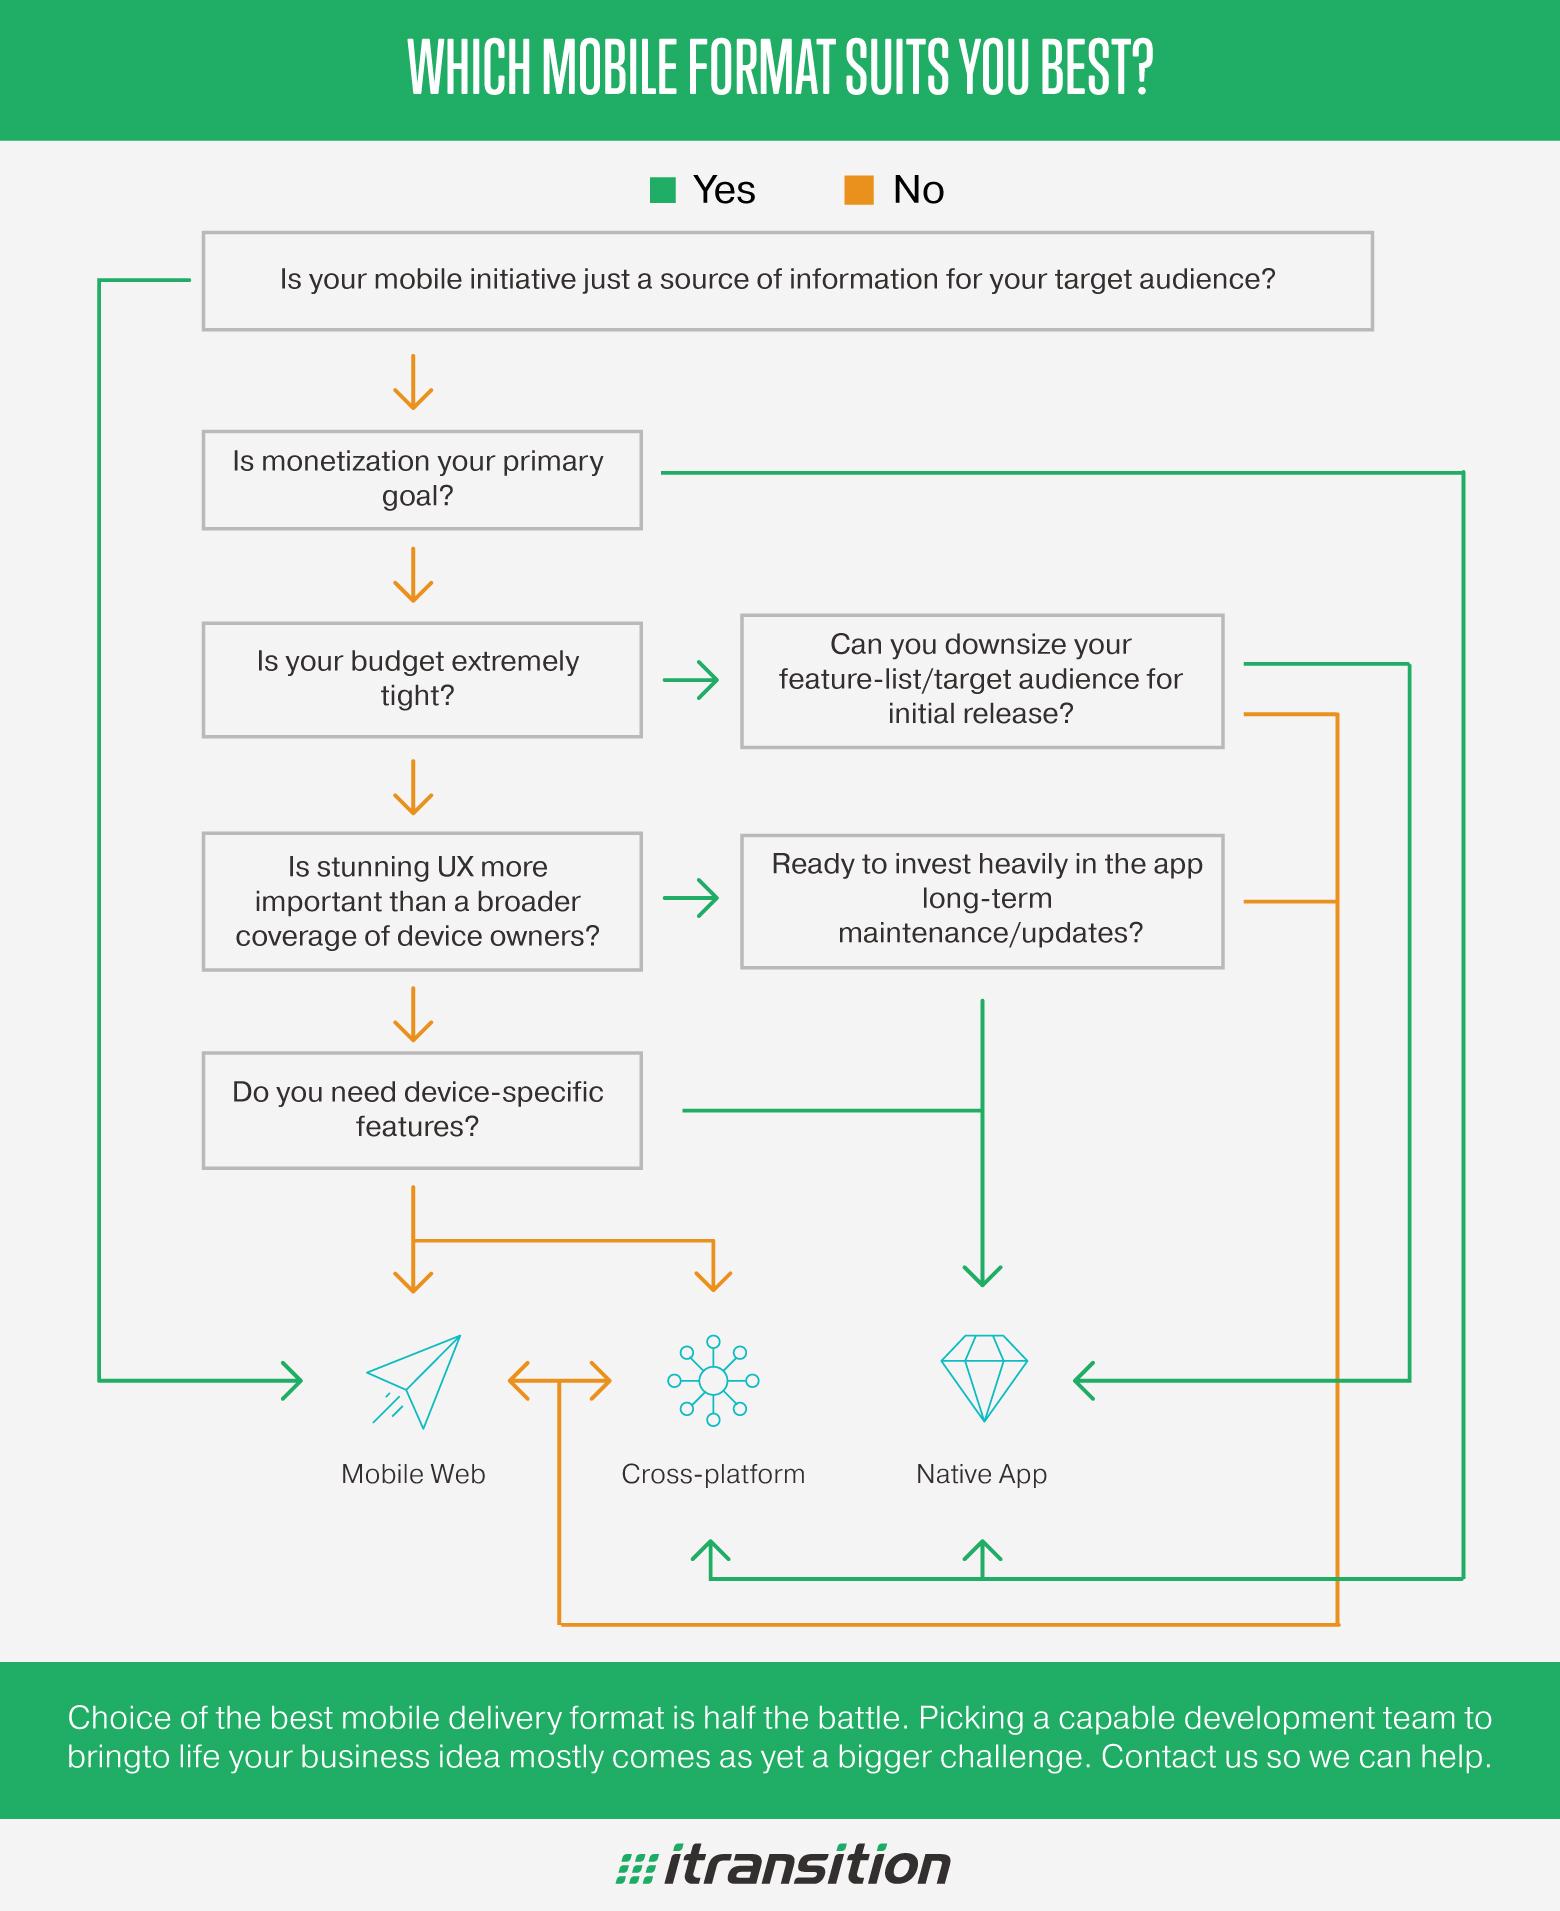 WHICH MOBILE FORMAT SUITS YOU BEST?
Yes
No
Is your mobile initiative just a source of information for your target audience?
Is monetization your primary
goal?
Is your budget extremely
tight?
Can you downsize your
feature-list/target audience for
initial release?
Is stunning UX more
important than a broader
coverage of device owners?
Ready to invest heavily in the app
long-term
maintenance/updates?
Do you need device-specific
features?
Mobile Web
Cross-platform
Native App
Choice of the best mobile delivery format is half the battle. Picking a capable development team to
bringto life your business idea mostly comes as yet a bigger challenge. Contact us so we can help.
itransition